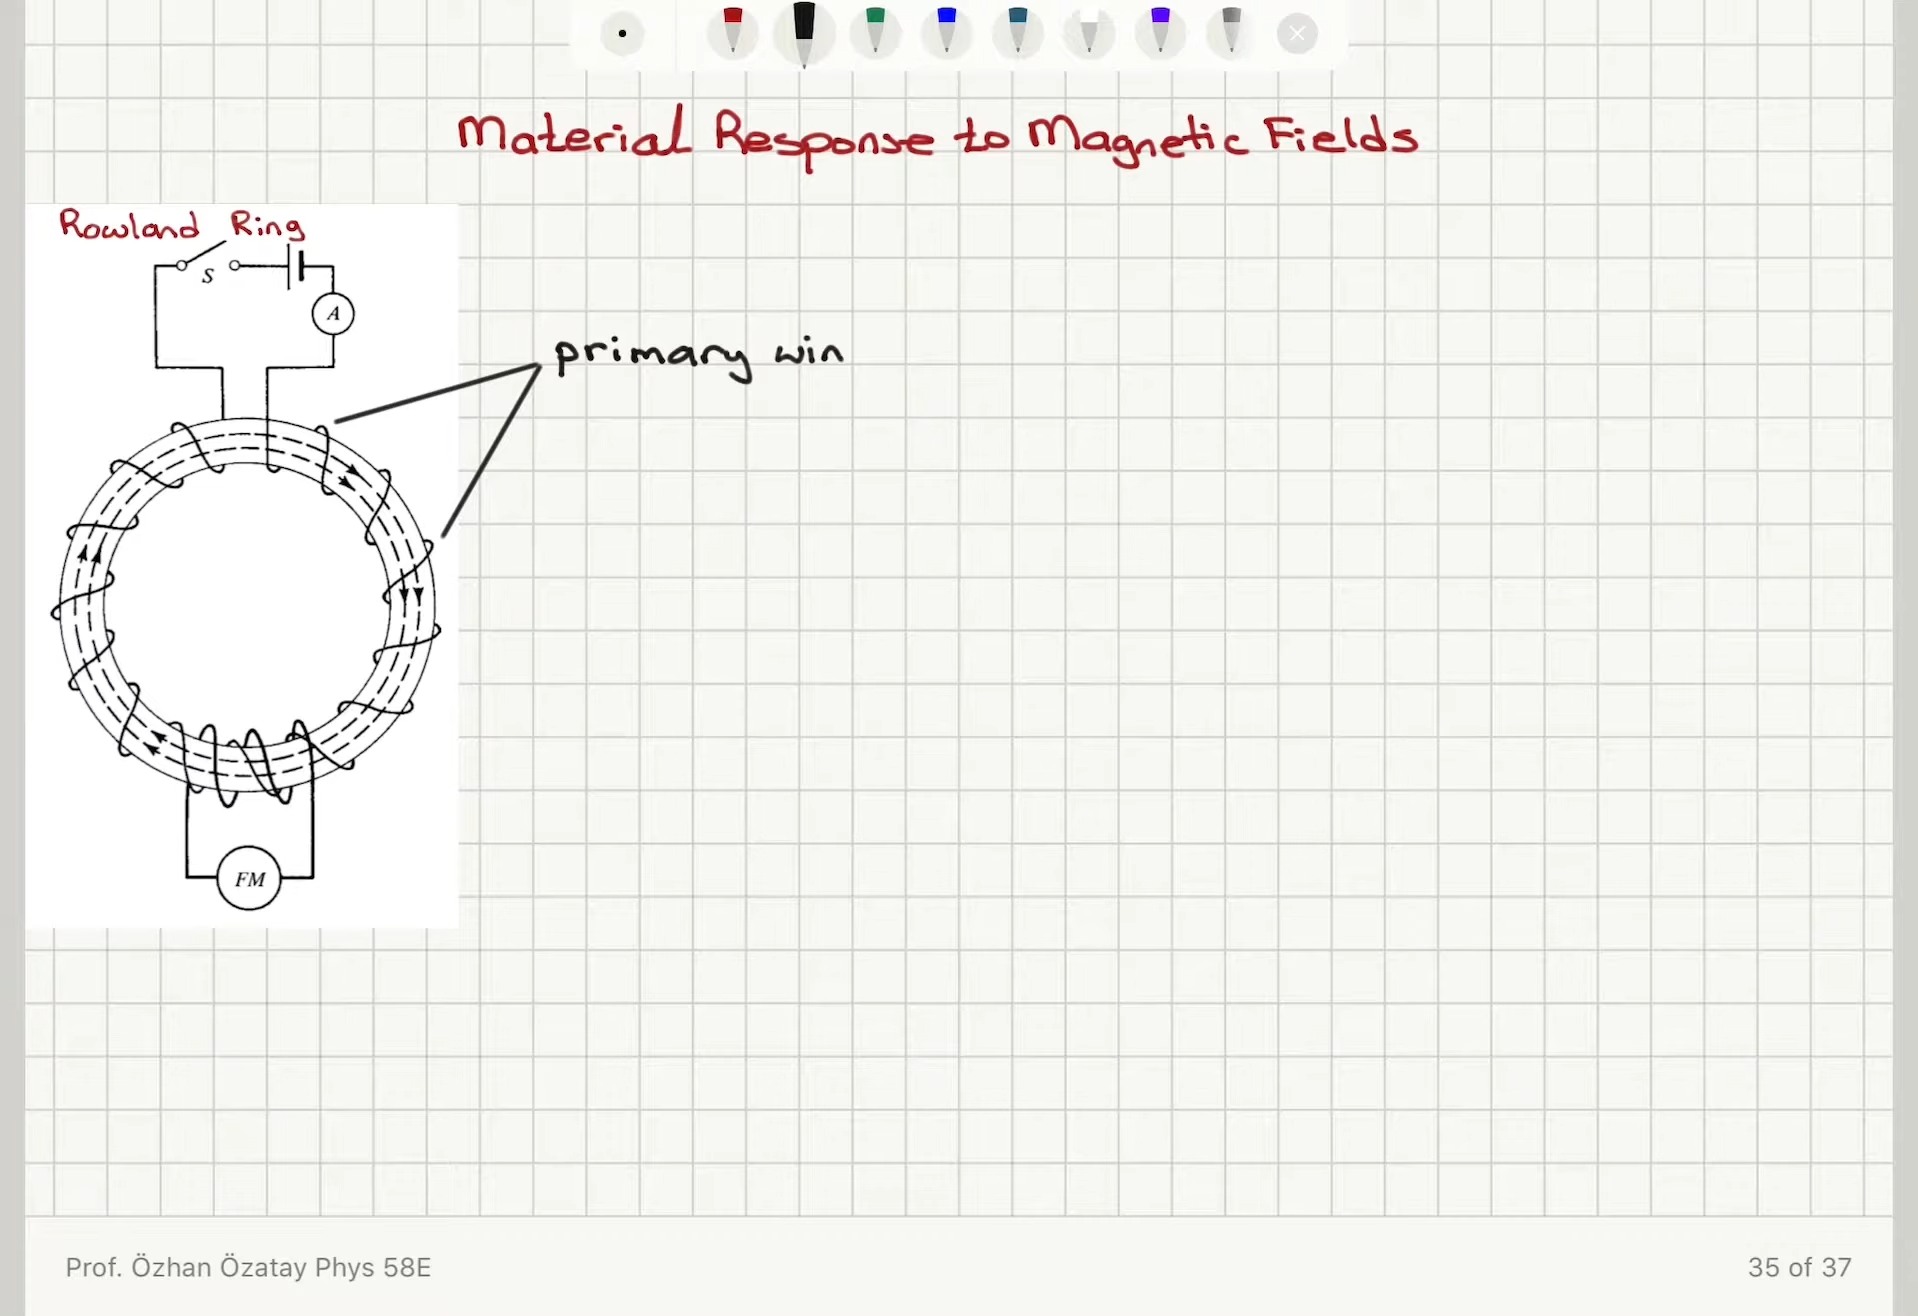 Material Response to Magnetic Fields
Rowland Ring
S
A
primary win
FM
Prof. Özhan Özatay Phys 58E
35 of 37